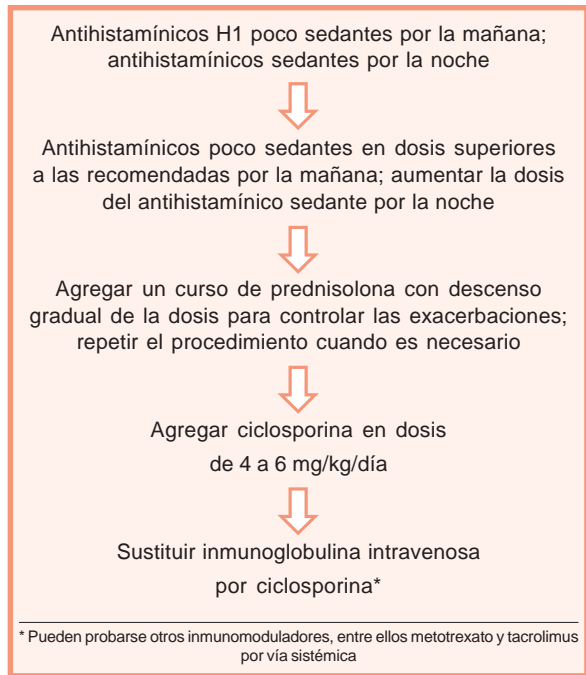 Antihistamínicos H1 poco sedantes por la mañana;
antihistamínicos sedantes por la noche
Antihistamínicos poco sedantes en dosis superiores
a las recomendadas por la mañana; aumentar la dosis
del antihistamínico sedante por la noche
Agregar un curso de prednisolona con descenso
gradual de la dosis para controlar las exacerbaciones;
repetir el procedimiento cuando es necesario
Agregar ciclosporina en dosis
de 4 a 6 mg/kg/día
Sustituir inmunoglobulina intravenosa
por ciclosporina*
* Pueden probarse otros inmunomoduladores, entre ellos metotrexato y tacrolimus
por vía sistémica